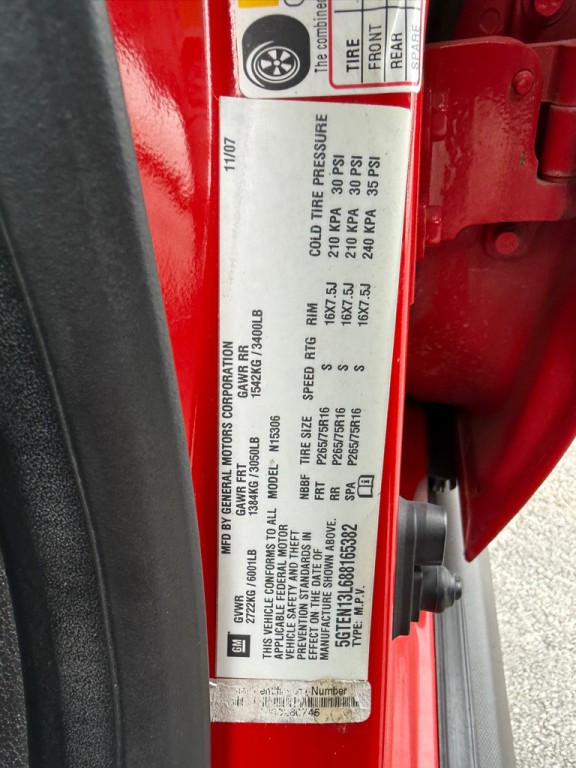 The combined
TIRE
FRONT
REAR
SPARE
MFD BY GENERAL MOTORS CORPORATION 11/07
GVWR GAWR FRT GAWR RR
2722KG/6001LB 1384KG/3050LB 1542KG/3400LB
THIS VEHICLE CONFORMS TO ALL
APPLICABLE FEDERAL MOTOR
VEHICLE SAFETY AND THEFT
PREVENTION STANDARDS IN
EFFECT ON THE DATE OF
MANUFACTURE SHOWN ABOVE.
5GTEN13L688165382
TYPE: M.P.V.
MODEL: N15306
NBBF TIRE SIZE SPEED RTG RIM COLD TIRE PRESSURE
FRT P265/75R16 S 16X7.5J 210 KPA 30 PSI
RR P265/75R16 S 16X7.5J 210 KPA 30 PSI
SPA P265/75R16 S 16X7.5J 240 KPA 35 PSI
GM
Number